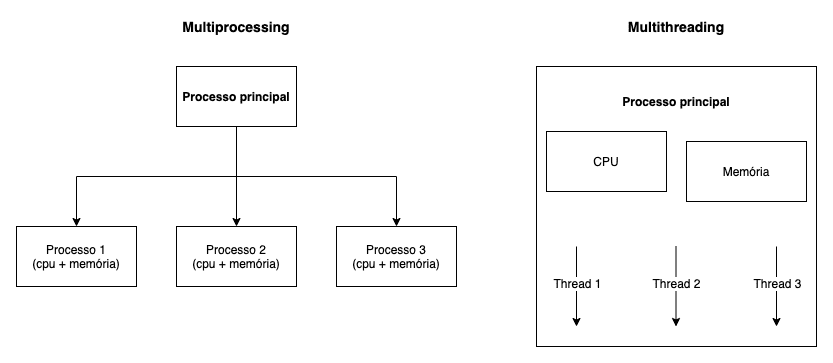 Multiprocessing
Processo principal
Processo 1
(cpu + memória)
Processo 2
(cpu + memória)
Processo 3
(cpu + memória)
Multithreading
Processo principal
CPU
Memória
Thread 1
Thread 2
Thread 3